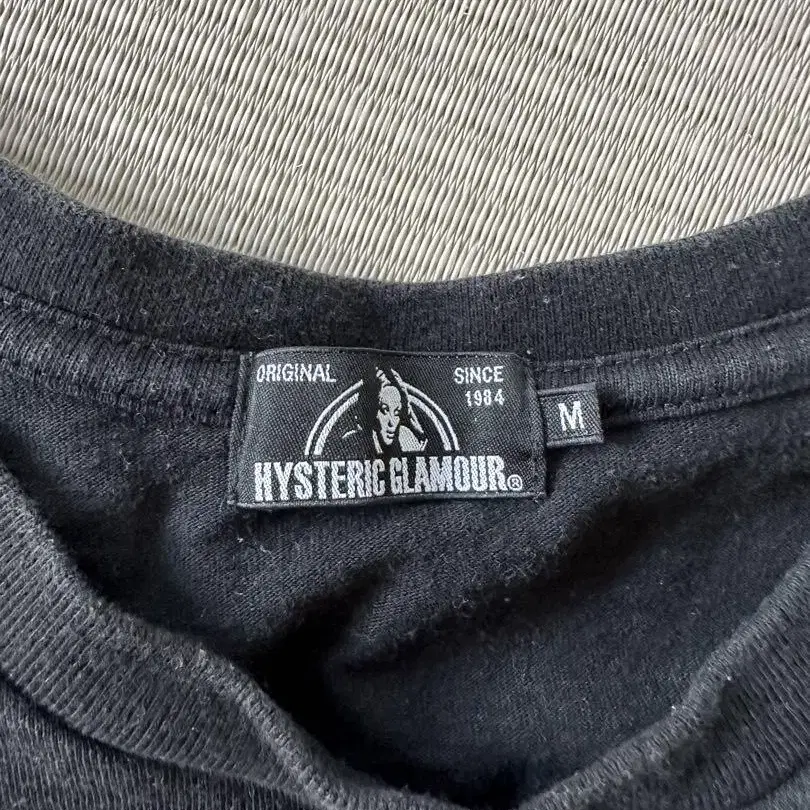 ORIGINAL SINCE
1984
HYSTERIC GLAMOUR®
M